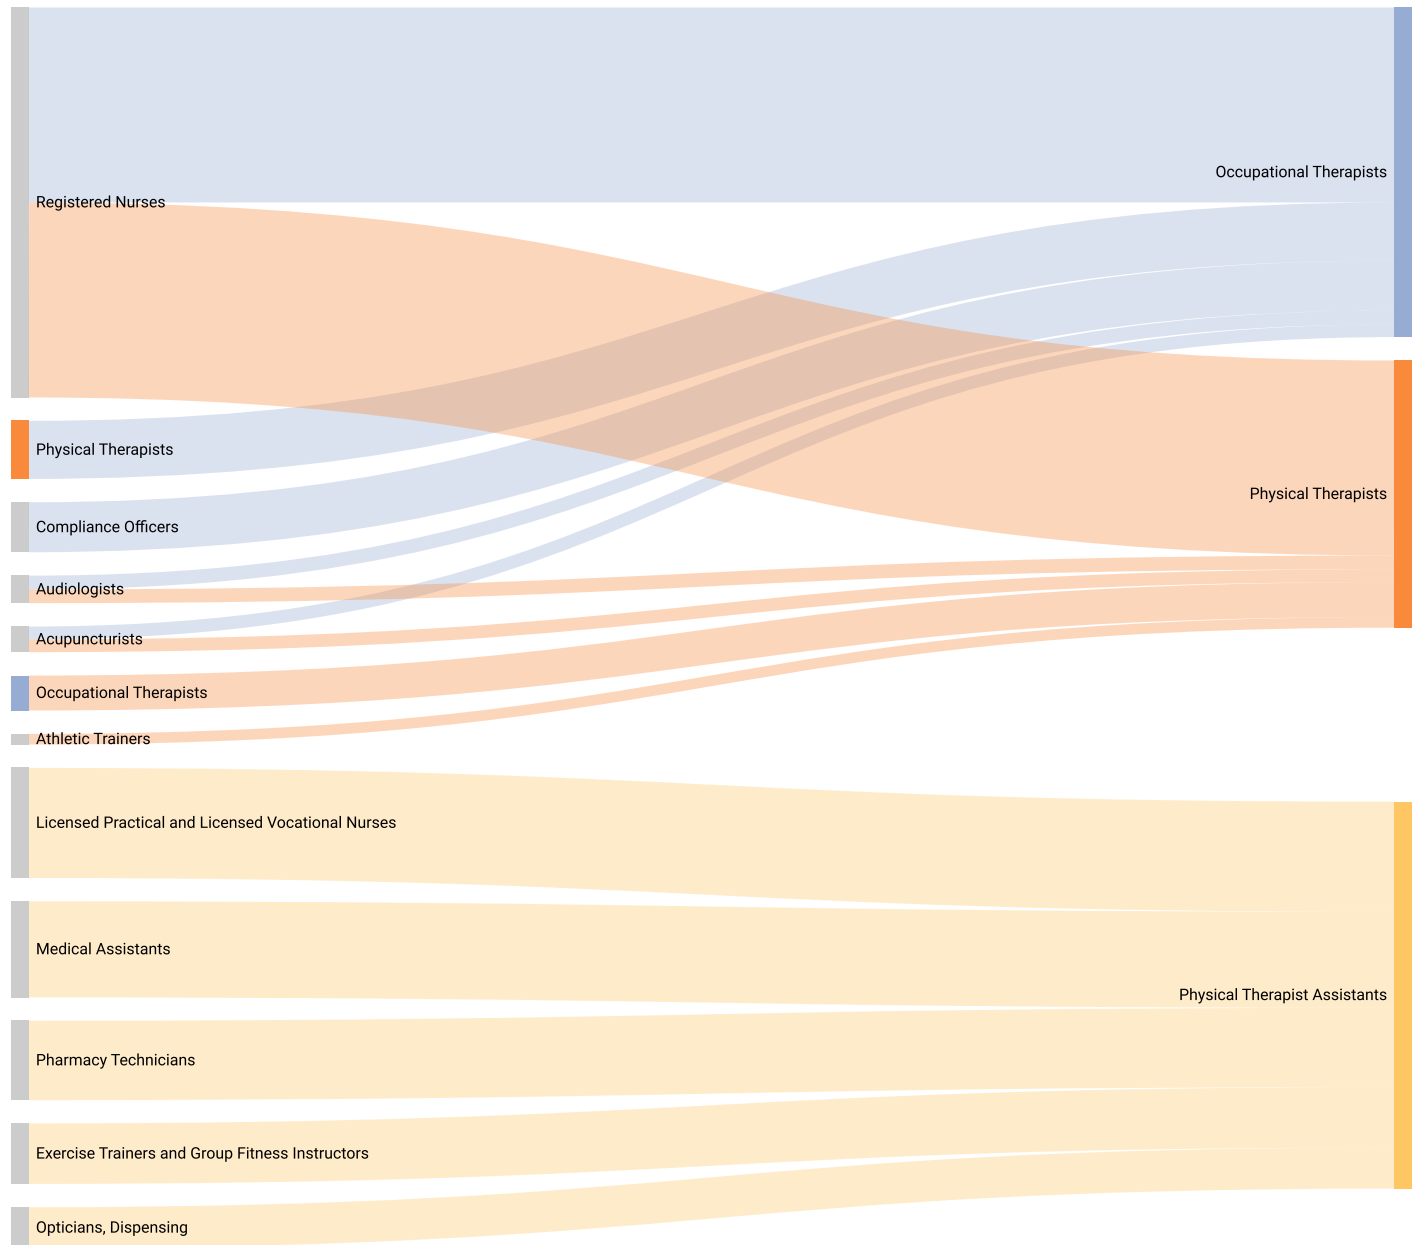 Registered Nurses
Physical Therapists
Compliance Officers
Audiologists
Acupuncturists
Occupational Therapists
Athletic Trainers
Licensed Practical and Licensed Vocational Nurses
Medical Assistants
Pharmacy Technicians
Exercise Trainers and Group Fitness Instructors
Opticians, Dispensing
Occupational Therapists
Physical Therapists
Physical Therapist Assistants